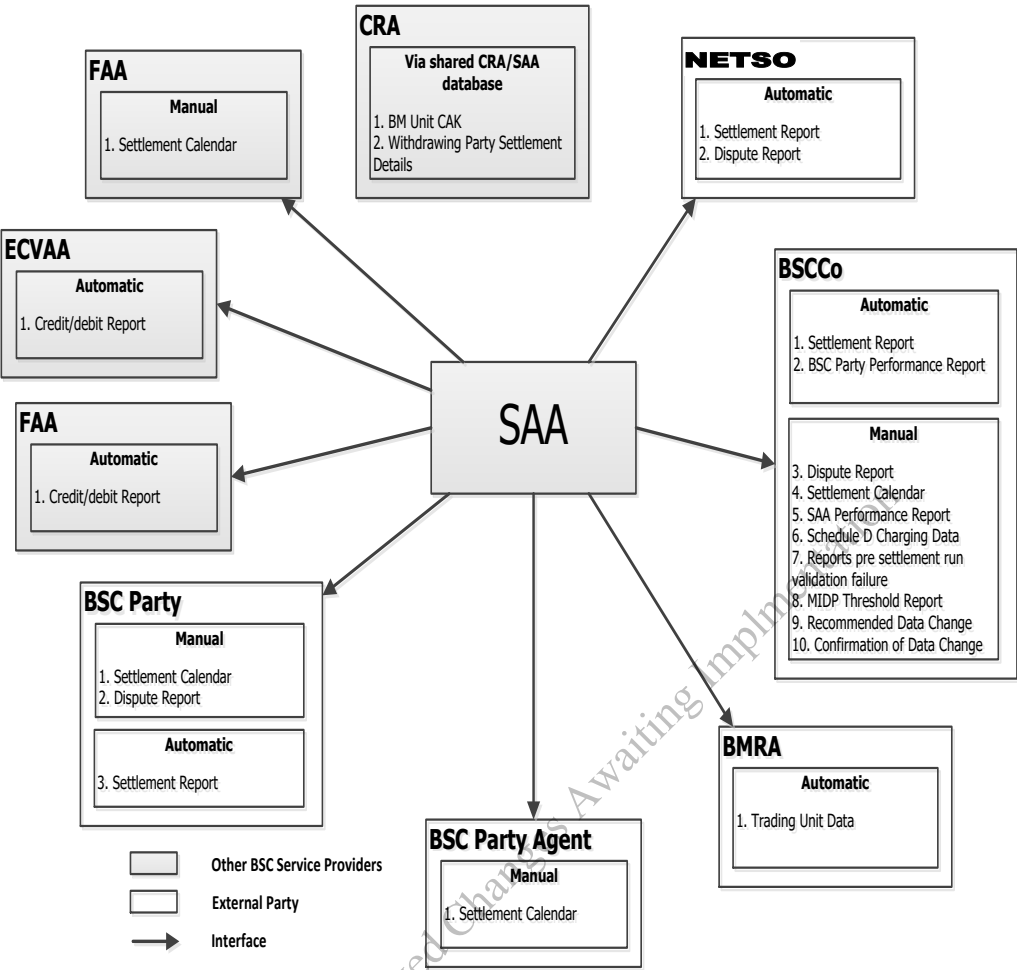 CRA
Via shared CRA/SAA
database
1. BM Unit CAK
2. Withdrawing Party Settlement
Details
FAA
Manual
1. Settlement Calendar
NETSO
Automatic
1. Settlement Report
2. Dispute Report
ECVAA
Automatic
1. Credit/debit Report
BSCCo
Automatic
1. Settlement Report
2. BSC Party Performance Report
Manual
3. Dispute Report
4. Settlement Calendar
5. SAA Performance Report
6. Schedule D Charging Data
7. Reports pre settlement run
validation failure
8. MIDP Threshold Report
9. Recommended Data Change
10. Confirmation of Data Change
SAA
FAA
Automatic
1. Credit/debit Report
BSC Party
Manual
1. Settlement Calendar
2. Dispute Report
Automatic
3. Settlement Report
BMRA
Automatic
1. Trading Unit Data
BSC Party Agent
Manual
1. Settlement Calendar
Other BSC Service Providers
External Party
Interface
Changes Awaiting Implmentation